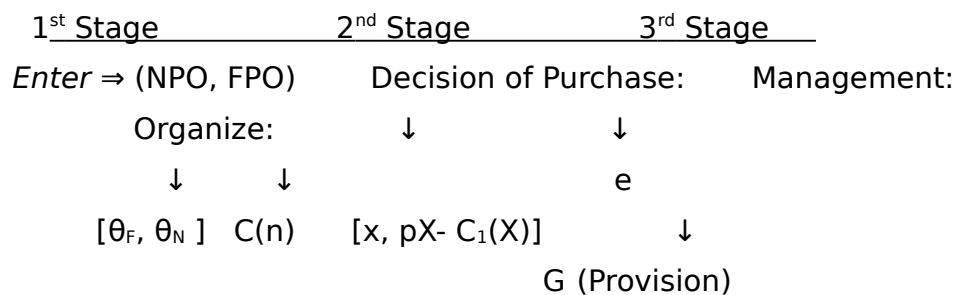 1st Stage 2nd Stage 3rd Stage
Enter ⇒ (NPO, FPO) Decision of Purchase: Management:
Organize: ↓ ↓
↓ ↓ e
[θF, θN ] C(n) [x, pX- C1(X)] ↓
G (Provision)